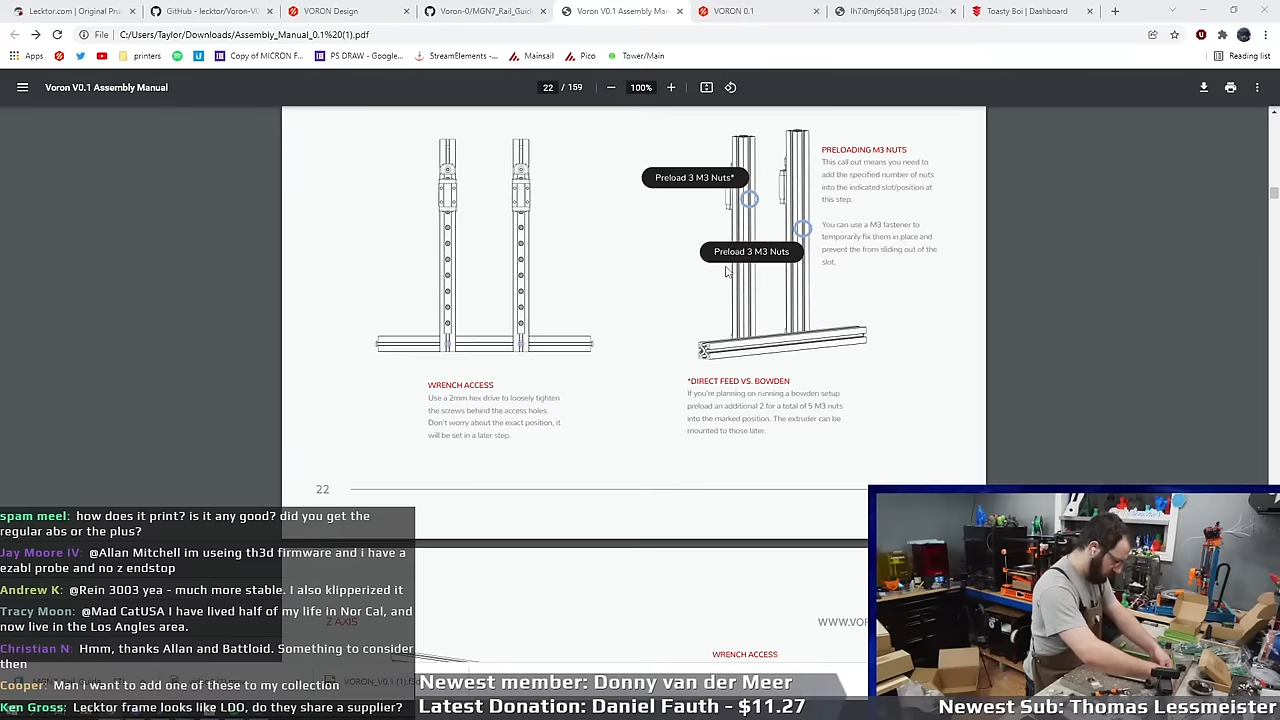 Lecktor.com | Original Pru
GitHub - lecktor/Voron-V0
VORON Design
Voron-0/MGN7_Rail_Guid
Voron V0.1 Assembly Man
VORON 0.1
lh7i0mj66q581.jpg (3024
Toasty Boi | Dashboard
File | C:/Users/Taylor/Downloads/Assembly_Manual_0.1%20(1).pdf
Apps
printers
Copy of MICRON F...
PS DRAW - Google...
StreamElements -...
Mainsail
Pico
Tower/Main
Reading list
Voron V0.1 Assembly Manual
22 / 159
100%
Preload 3 M3 Nuts*
Preload 3 M3 Nuts
PRELOADING M3 NUTS
This call out means you need to
add the specified number of nuts
into the indicated slot/position at
this step.
You can use a M3 fastener to
temporarily fix them in place and
prevent the from sliding out of the
slot.
WRENCH ACCESS
Use a 2mm hex drive to loosely tighten
the screws behind the access holes.
Don't worry about the exact position, it
will be set in a later step.
*DIRECT FEED VS. BOWDEN
If you're planning on running a bowden setup
preload an additional 2 for a total of 5 M3 nuts
into the marked position. The extruder can be
mounted to those later.
22
Z AXIS
WWW.VOR
WRENCH ACCESS
spam meel: how does it print? is it any good? did you get the
regular abs or the plus?
Jay Moore IV: @Allan Mitchell im useing th3d firmware and i have a
ezabl probe and no z endstop
Andrew K: @Rein 3003 yea - much more stable. I also klipperized it
Tracy Moon: @Mad CatUSA I have lived half of my life in Nor Cal, and
now live in the Los Angeles area.
Christian N: Hmm, thanks Allan and Battloid. Something to consider
then
Cooper: Man i want to add one of these to my collection
Ken Gross: Lecktor frame looks like LDO, do they share a supplier?
Newest member: Donny van der Meer
Latest Donation: Daniel Fauth - $11.27
Newest Sub: Thomas Lessmeister